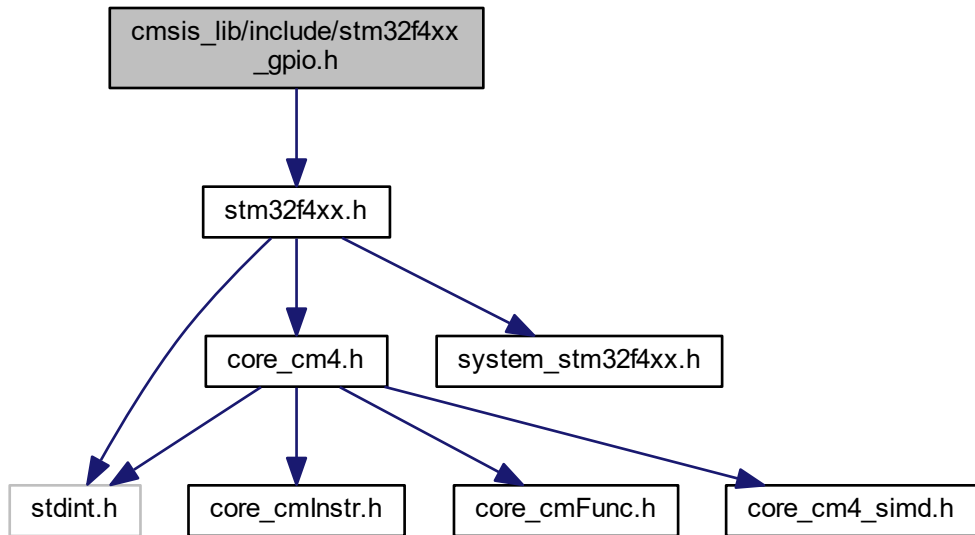 cmsis_lib/include/stm32f4xx
_gpio.h
stm32f4xx.h
core_cm4.h
system_stm32f4xx.h
stdint.h
core_cmInstr.h
core_cmFunc.h
core_cm4_simd.h